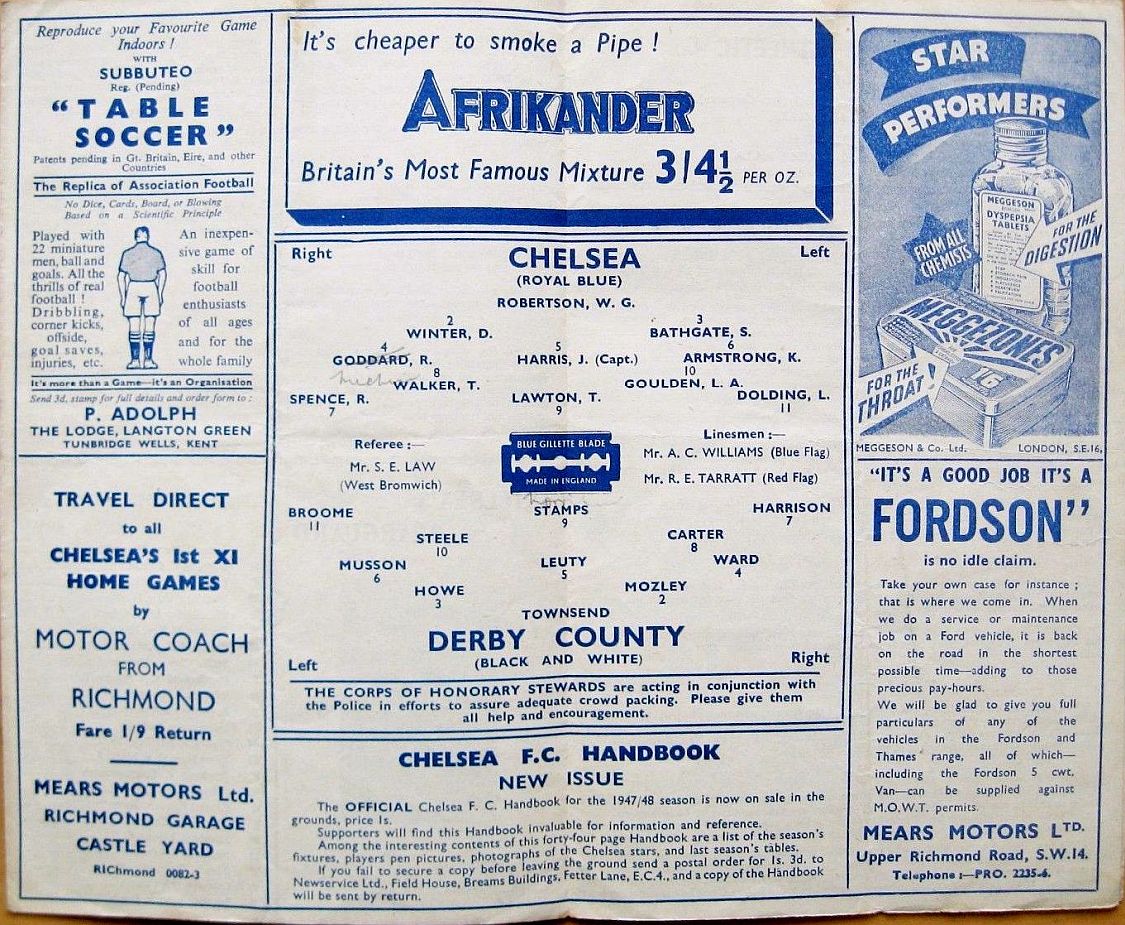 Reproduce your Favourite Game
Indoors !
WITH
SUBBUTEO
Reg. (Pending)
"TABLE
SOCCER"
Patents pending in Gt. Britain, Eire, and other
Countries
The Replica of Association Football
No Dice, Cards, Board, or Blowing
Based on a Scientific Principle
Played with
22 miniature
men, ball and
goals. All the
thrills of real
football !
Dribbling,
corner kicks,
offside,
goal saves,
injuries, etc.
An inexpen-
sive game of
skill for
football
enthusiasts
of all ages
and for the
whole family
It's more than a Game—it's an Organisation
Send 3d. stamp for full details and order form to :
P. ADOLPH
THE LODGE, LANGTON GREEN
TUNBRIDGE WELLS, KENT
TRAVEL DIRECT
to all
CHELSEA'S 1st XI
HOME GAMES
by
MOTOR COACH
FROM
RICHMOND
Fare 1/9 Return
MEARS MOTORS Ltd.
RICHMOND GARAGE
CASTLE YARD
RIChmond 0082-3
It's cheaper to smoke a Pipe !
AFRIKANDER
Britain's Most Famous Mixture 3/4½ PER OZ.
Right CHELSEA Left
(ROYAL BLUE)
ROBERTSON, W. G.
2 3
WINTER, D. BATHGATE, S.
4 5 6
GODDARD, R. HARRIS, J. (Capt.) ARMSTRONG, K.
8 10
WALKER, T. GOULDEN, L. A.
SPENCE, R. LAWTON, T. DOLDING, L.
7 9 11
Referee :—
Mr. S. E. LAW
(West Bromwich)
BLUE GILLETTE BLADE
MADE IN ENGLAND
Linesmen :—
Mr. A. C. WILLIAMS (Blue Flag)
Mr. R. E. TARRATT (Red Flag)
BROOME STAMPS HARRISON
11 9 7
STEELE CARTER
10 8
MUSSON LEUTY WARD
6 5 4
HOWE MOZLEY
3 2
TOWNSEND
DERBY COUNTY
Left (BLACK AND WHITE) Right
THE CORPS OF HONORARY STEWARDS are acting in conjunction with
the Police in efforts to assure adequate crowd packing. Please give them
all help and encouragement.
CHELSEA F.C. HANDBOOK
NEW ISSUE
The OFFICIAL Chelsea F. C. Handbook for the 1947/48 season is now on sale in the
grounds, price 1s.
Supporters will find this Handbook invaluable for information and reference.
Among the interesting contents of this forty-four page Handbook are a list of the season's
fixtures, players pen pictures, photographs of the Chelsea stars, and last season's tables.
If you fail to secure a copy before leaving the ground send a postal order for 1s. 3d. to
Newservice Ltd., Field House, Breams Buildings, Fetter Lane, E.C.4., and a copy of the Handbook
will be sent by return.
STAR
PERFORMERS
MEGGESON
DYSPEPSIA
TABLETS
FROM ALL
CHEMISTS
FOR THE
DIGESTION
MEGGEZONES
1/6
FOR THE
THROAT!
MEGGESON & Co. Ltd. LONDON, S.E.16.
"IT'S A GOOD JOB IT'S A
FORDSON"
is no idle claim.
Take your own case for instance ;
that is where we come in. When
we do a service or maintenance
job on a Ford vehicle, it is back
on the road in the shortest
possible time—adding to those
precious pay-hours.
We will be glad to give you full
particulars of any of the
vehicles in the Fordson and
Thames range, all of which—
including the Fordson 5 cwt.
Van—can be supplied against
M.O.W.T. permits.
MEARS MOTORS LTD.
Upper Richmond Road, S.W.14.
Telephone :—PRO. 2235-6.